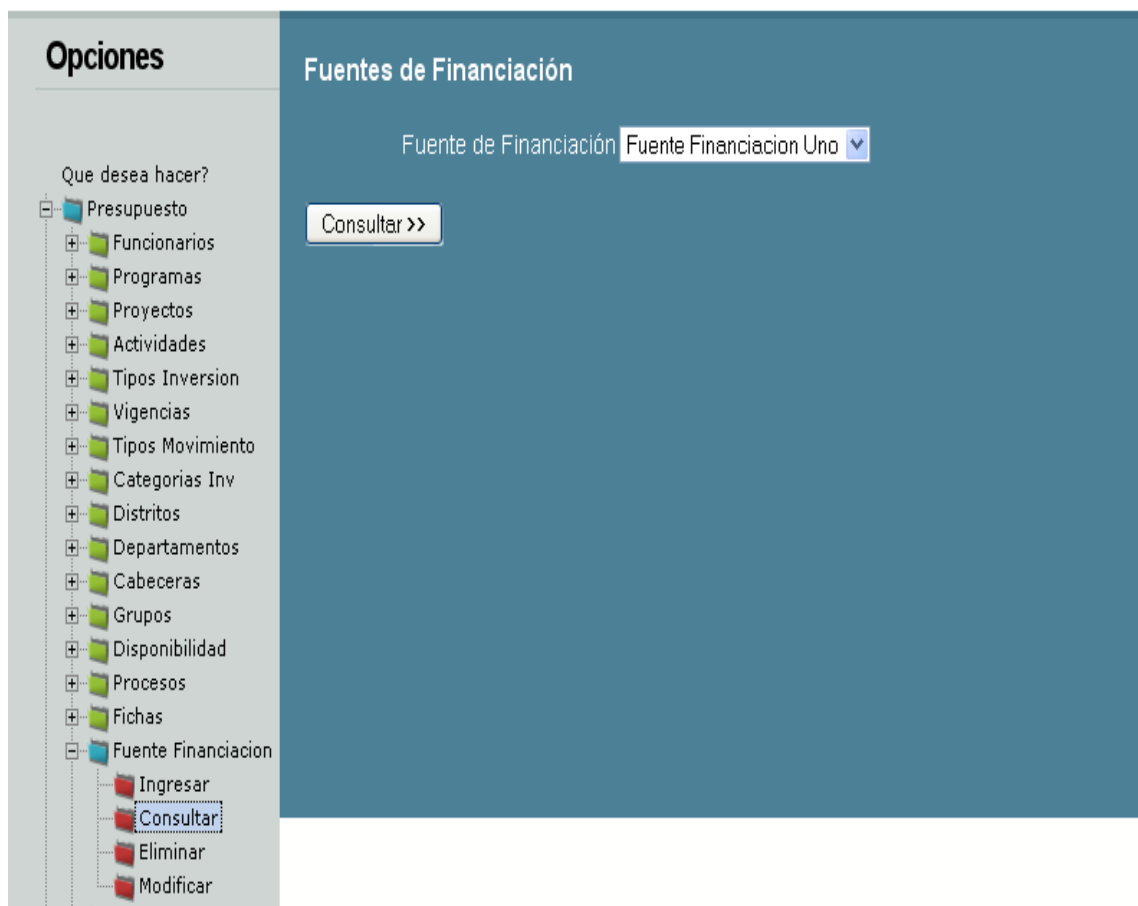 Opciones
Que desea hacer?
Presupuesto
Funcionarios
Programas
Proyectos
Actividades
Tipos Inversion
Vigencias
Tipos Movimiento
Categorias Inv
Distritos
Departamentos
Cabeceras
Grupos
Disponibilidad
Procesos
Fichas
Fuente Financiacion
Ingresar
Consultar
Eliminar
Modificar
Fuentes de Financiación
Fuente de Financiación Fuente Financiacion Uno
Consultar >>